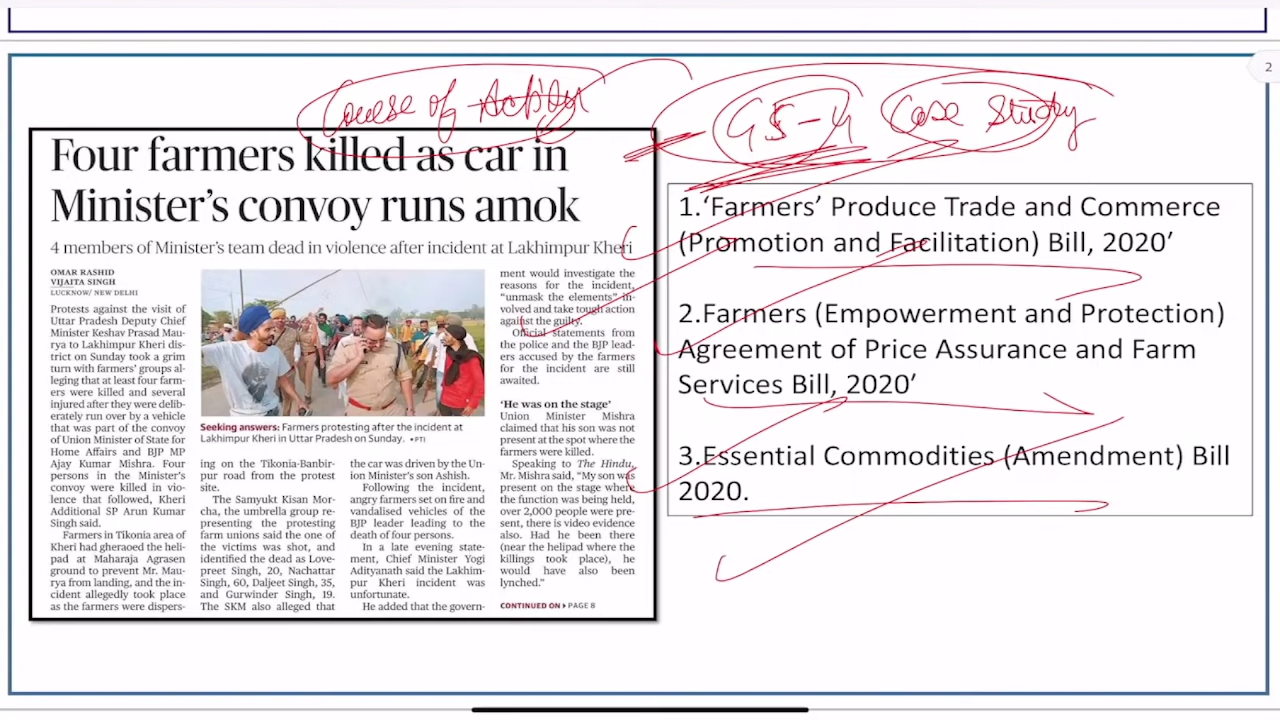 2
Course of Action
GS-4 Case Study
Four farmers killed as car in
Minister's convoy runs amok
4 members of Minister's team dead in violence after incident at Lakhimpur Kheri
OMAR RASHID
VIJAITA SINGH
LUCKNOW/ NEW DELHI
Protests against the visit of
Uttar Pradesh Deputy Chief
Minister Keshav Prasad Mau-
rya to Lakhimpur Kheri dis-
trict on Sunday took a grim
turn with farmers' groups al-
leging that at least four farm-
ers were killed and several
injured after they were delib-
erately run over by a vehicle
that was part of the convoy
of Union Minister of State for
Home Affairs and BJP MP
Ajay Kumar Mishra. Four
persons in the Minister's
convoy were killed in vio-
lence that followed, Kheri
Additional SP Arun Kumar
Singh said.
Farmers in Tikonia area of
Kheri had gheraoed the heli-
pad at Maharaja Agrasen
ground to prevent Mr. Mau-
rya from landing, and the in-
cident allegedly took place
as the farmers were dispers-
Seeking answers: Farmers protesting after the incident at
Lakhimpur Kheri in Uttar Pradesh on Sunday. •PTI
ing on the Tikonia-Banbir-
pur road from the protest
site.
The Samyukt Kisan Mor-
cha, the umbrella group re-
presenting the protesting
farm unions said the one of
the victims was shot, and
identified the dead as Love-
preet Singh, 20, Nachattar
Singh, 60, Daljeet Singh, 35,
and Gurwinder Singh, 19.
The SKM also alleged that
the car was driven by the Un-
ion Minister's son Ashish.
Following the incident,
angry farmers set on fire and
vandalised vehicles of the
BJP leader leading to the
death of four persons.
In a late evening state-
ment, Chief Minister Yogi
Adityanath said the Lakhim-
pur Kheri incident was
unfortunate.
He added that the govern-
ment would investigate the
reasons for the incident,
"unmask the elements" in-
volved and take tough action
against the guilty.
Official statements from
the police and the BJP lead-
ers accused by the farmers
for the incident are still
awaited.
'He was on the stage'
Union Minister Mishra
claimed that his son was not
present at the spot where the
farmers were killed.
Speaking to The Hindu,
Mr. Mishra said, "My son was
present on the stage where
the function was being held,
over 2,000 people were pre-
sent, there is video evidence
also. Had he been there
(near the helipad where the
killings took place), he
would have also been
lynched."
CONTINUED ON PAGE 8
1.'Farmers' Produce Trade and Commerce
(Promotion and Facilitation) Bill, 2020'
2.Farmers (Empowerment and Protection)
Agreement of Price Assurance and Farm
Services Bill, 2020'
3.Essential Commodities (Amendment) Bill
2020.